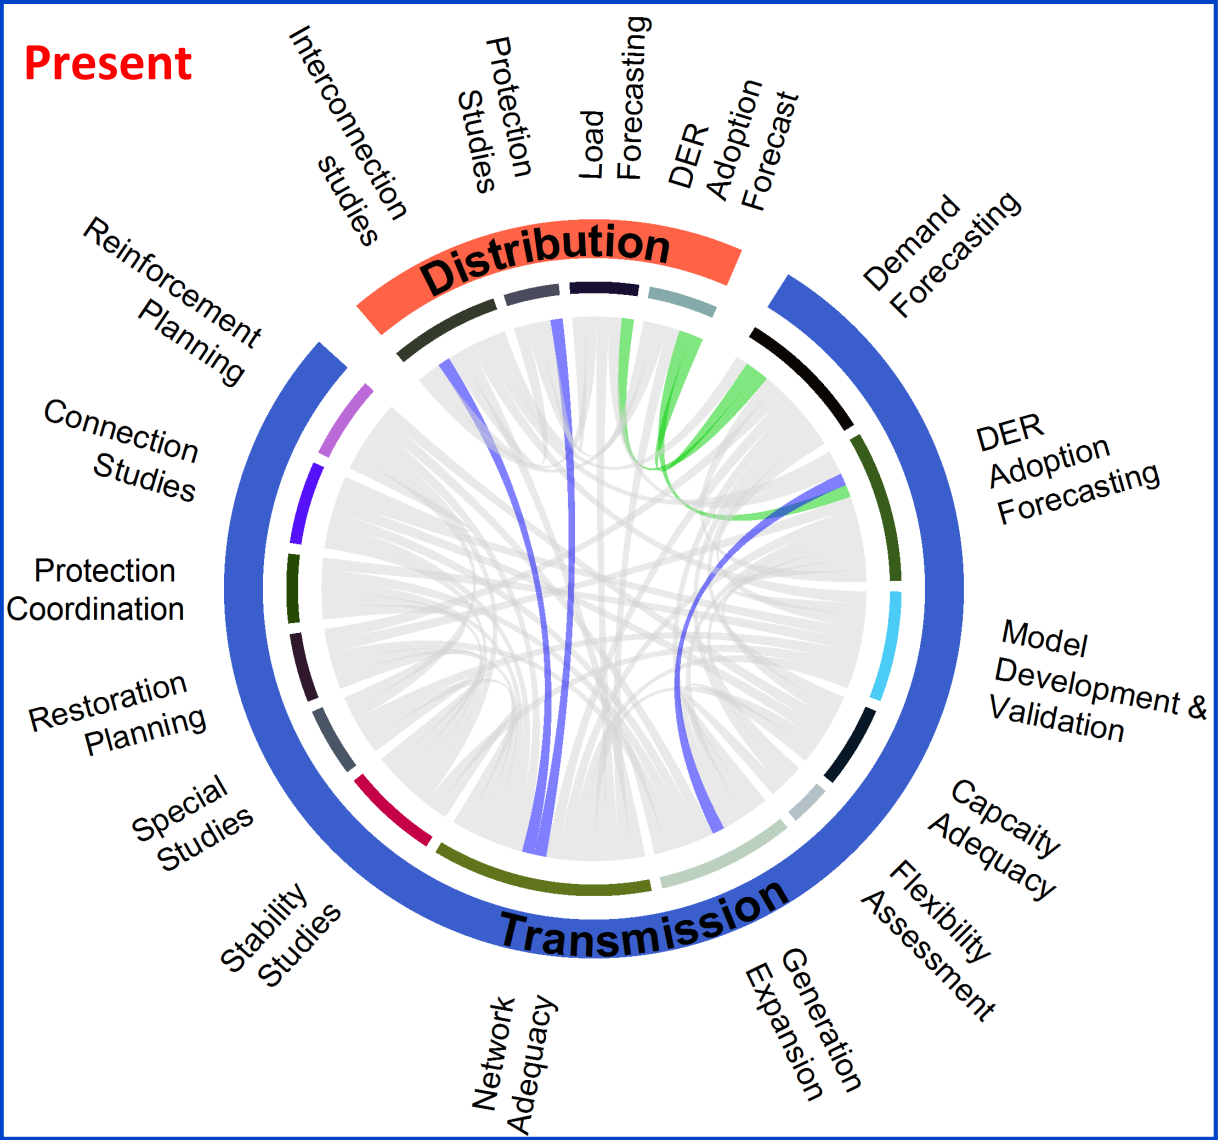 Present
Interconnection
studies
Protection
Studies
Load
Forecasting
DER
Adoption
Forecast
Demand
Forecasting
DER
Adoption
Forecasting
Model
Development &
Validation
Capcaity
Adequacy
Flexibility
Assessment
Generation
Expansion
Network
Adequacy
Stability
Studies
Special
Studies
Restoration
Planning
Protection
Coordination
Connection
Studies
Reinforcement
Planning
Distribution
Transmission